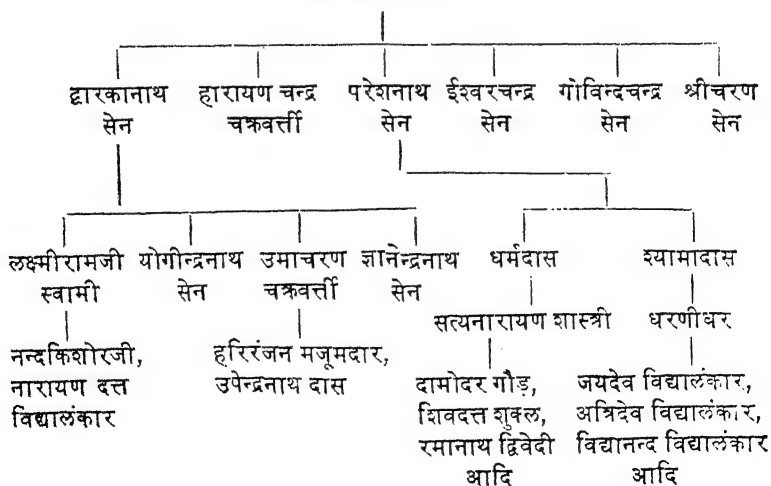 द्वारकानाथ हारायण चन्द्र परेशनाथ ईश्वरचन्द्र गोविन्दचन्द्र श्रीचरण
सेन चक्रवर्त्ती सेन सेन सेन सेन
लक्ष्मीरामजी योगीन्द्रनाथ उमाचरण ज्ञानेन्द्रनाथ धर्मदास श्यामादास
स्वामी सेन चक्रवर्त्ती सेन
सत्यनारायण शास्त्री धरणीधर
नन्दकिशोरजी, हरिरंजन मजूमदार,
नारायण दत्त उपेन्द्रनाथ दास
विद्यालंकार
दामोदर गौड़, जयदेव विद्यालंकार,
शिवदत्त शुक्ल, अत्रिदेव विद्यालंकार,
रमानाथ द्विवेदी विद्यानन्द विद्यालंकार
आदि आदि